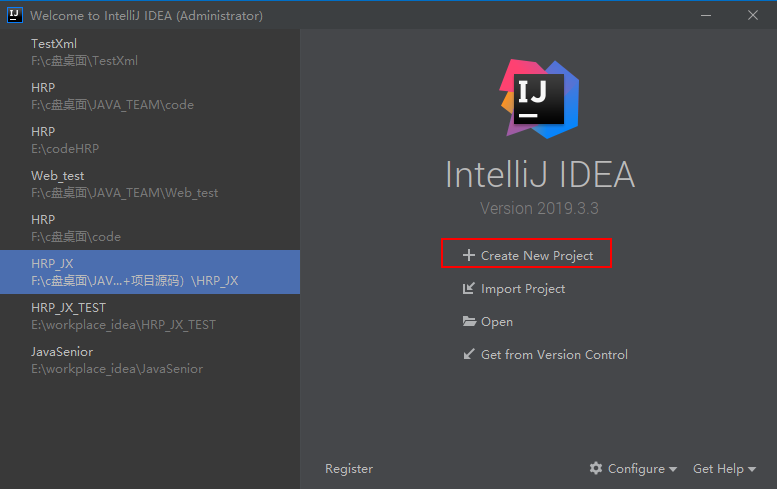 Welcome to IntelliJ IDEA (Administrator)
TestXml
F:\c盘桌面\TestXml
HRP
F:\c盘桌面\JAVA_TEAM\code
HRP
E:\codeHRP
Web_test
F:\c盘桌面\JAVA_TEAM\Web_test
HRP
F:\c盘桌面\code
HRP_JX
F:\c盘桌面\JAV...+项目源码）\HRP_JX
HRP_JX_TEST
E:\workplace_idea\HRP_JX_TEST
JavaSenior
E:\workplace_idea\JavaSenior
IJ
IntelliJ IDEA
Version 2019.3.3
Create New Project
Import Project
Open
Get from Version Control
Register
Configure
Get Help